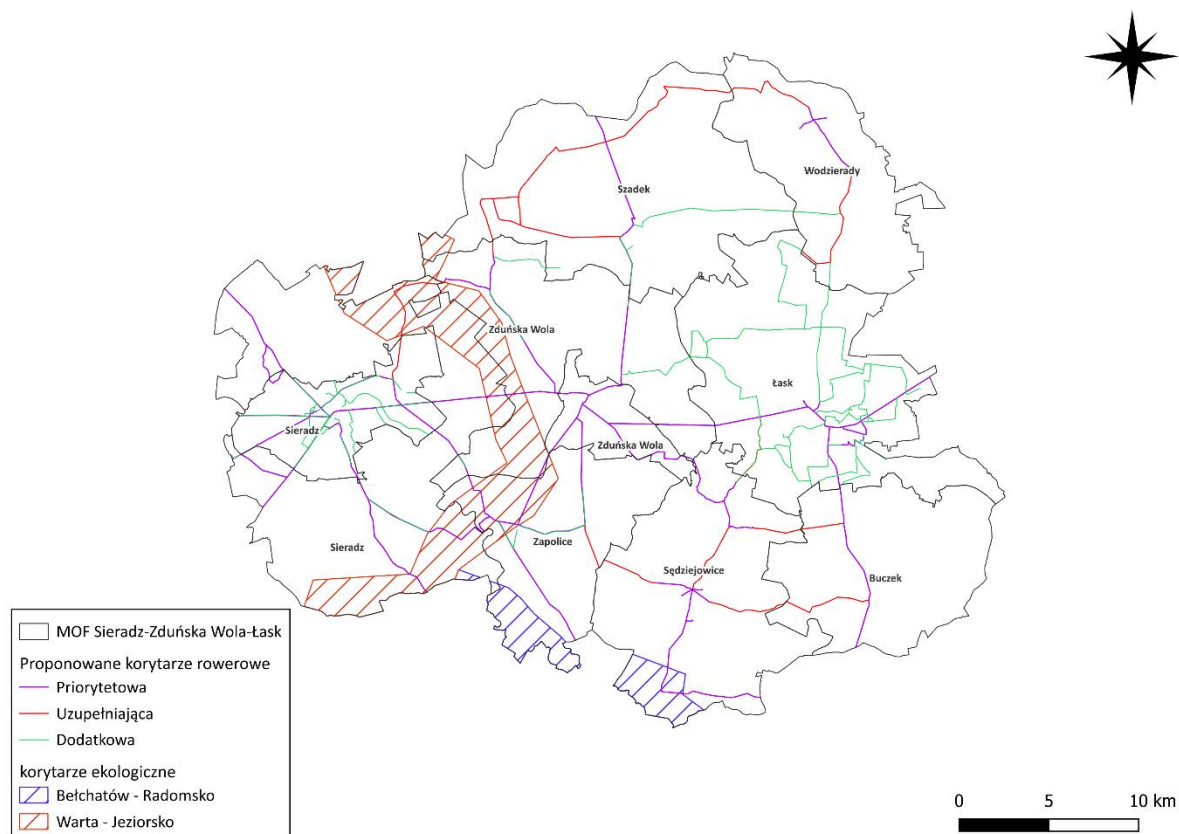 Wodzierady
Szadek
Zduńska Wola
Łask
Sieradz
Zduńska Wola
Sieradz
Zapolice
Sędziejowice
Buczek
MOF Sieradz-Zduńska Wola-Łask
Proponowane korytarze rowerowe
Priorytetowa
Uzupełniająca
Dodatkowa
korytarze ekologiczne
Bełchatów - Radomsko
Warta - Jeziorsko
0 5 10 km